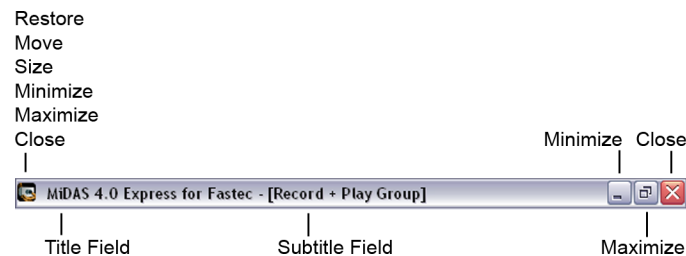 Restore
Move
Size
Minimize
Maximize
Close
Minimize Close
MiDAS 4.0 Express for Fastec - [Record + Play Group]
Title Field Subtitle Field Maximize